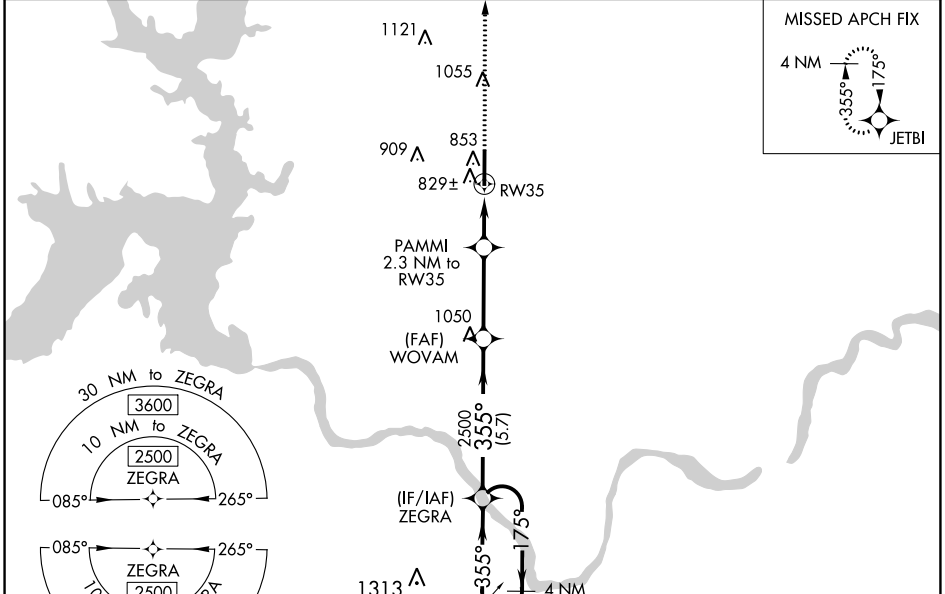 MISSED APCH FIX
4 NM
355°
175°
JETBI
1121
1055
853
909
829±
RW35
PAMMI
2.3 NM to
RW35
1050
(FAF)
WOVAM
2500
355°
(5.7)
(IF/IAF)
ZEGRA
175°
355°
4 NM
1313
30 NM to ZEGRA
3600
10 NM to ZEGRA
2500
ZEGRA
085°
265°
085°
265°
ZEGRA
2500